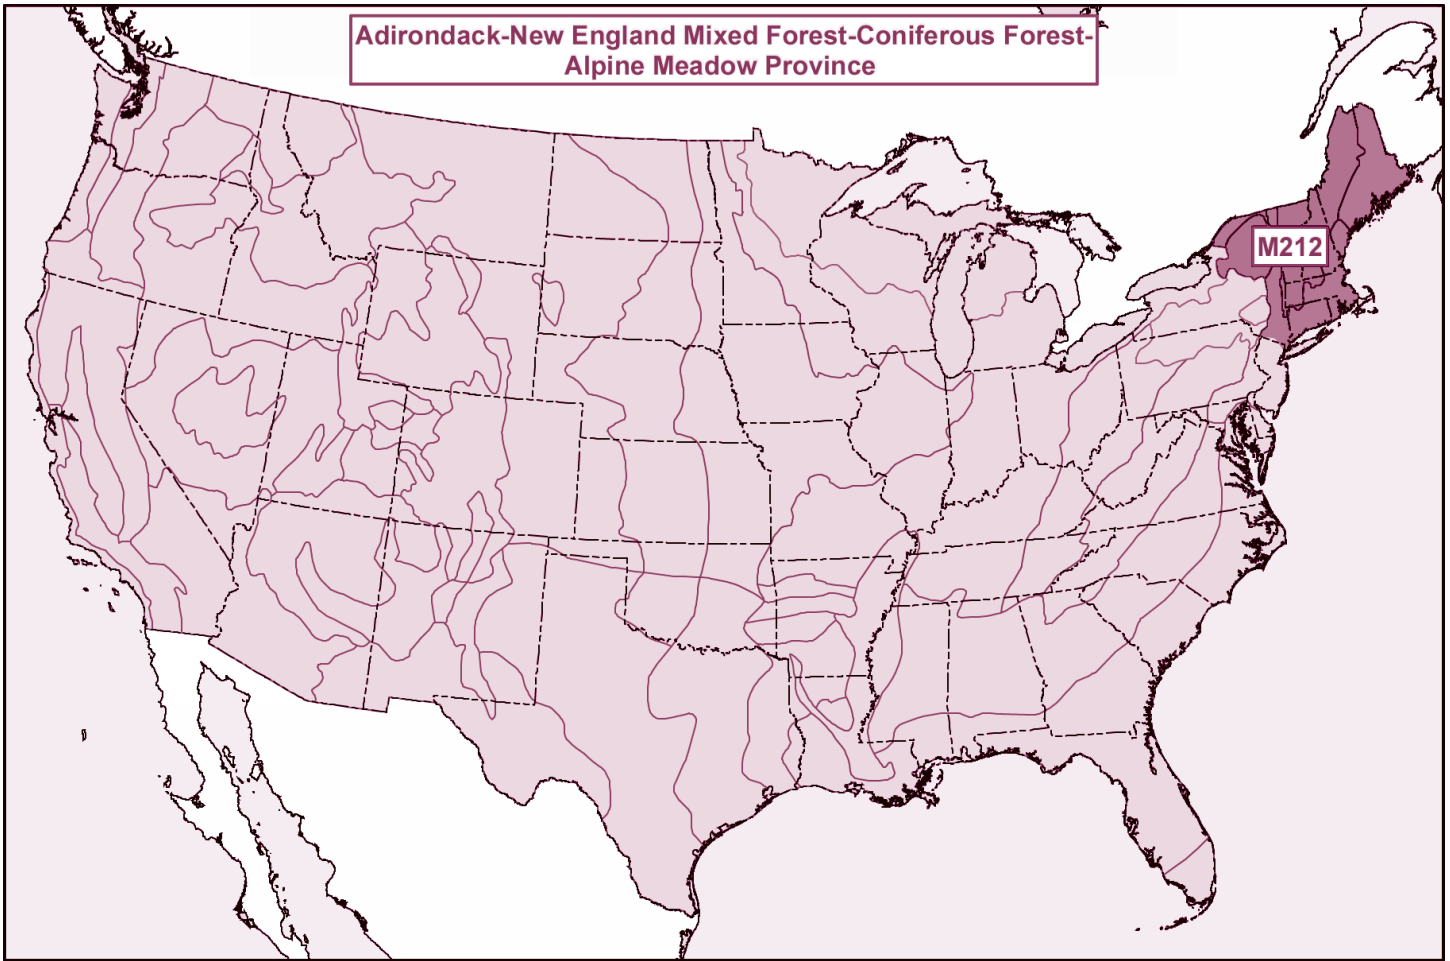 Adirondack-New England Mixed Forest-Coniferous Forest-
Alpine Meadow Province
M212